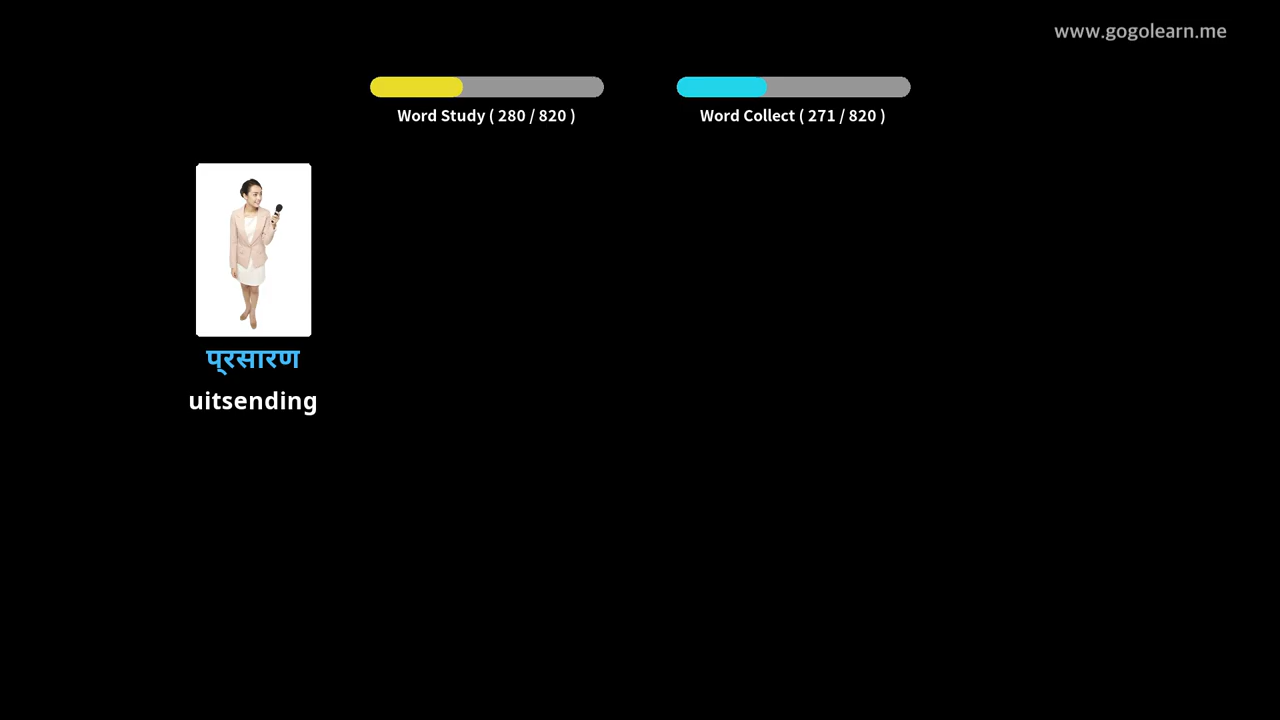 www.gogolearn.me
Word Study ( 280 / 820 )
Word Collect ( 271 / 820 )
प्रसारण
uitsending